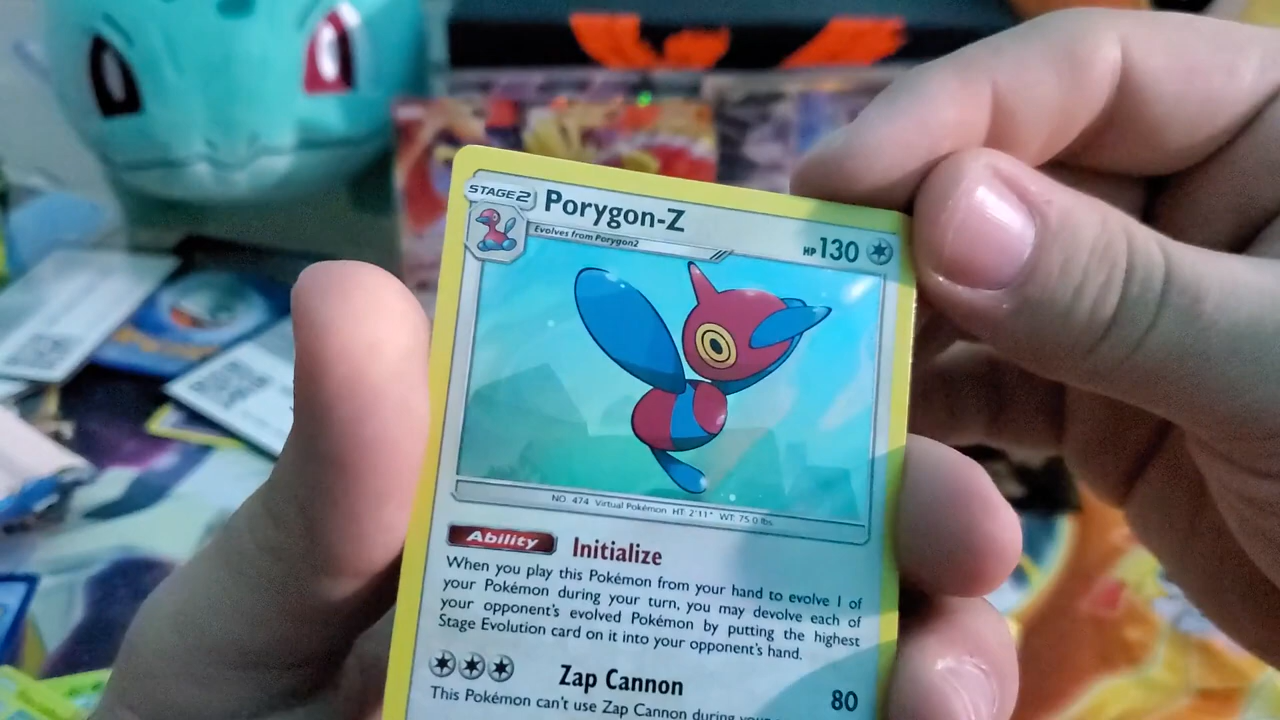 STAGE 2
Porygon-Z
HP 130
Evolves from Porygon2
NO. 474 Virtual Pokémon HT: 2'11" WT: 75.0 lbs.
Ability Initialize
When you play this Pokémon from your hand to evolve 1 of
your Pokémon during your turn, you may devolve each of
your opponent's evolved Pokémon by putting the highest
Stage Evolution card on it into your opponent's hand.
Zap Cannon 80
This Pokémon can't use Zap Cannon during